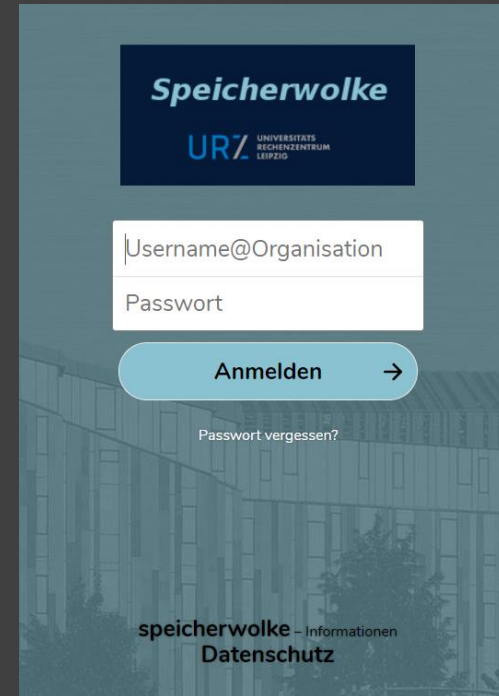 Speicherwolke
URZ UNIVERSITÄTS
RECHENZENTRUM
LEIPZIG
Username@Organisation
Passwort
Anmelden →
Passwort vergessen?
speicherwolke – Informationen
Datenschutz